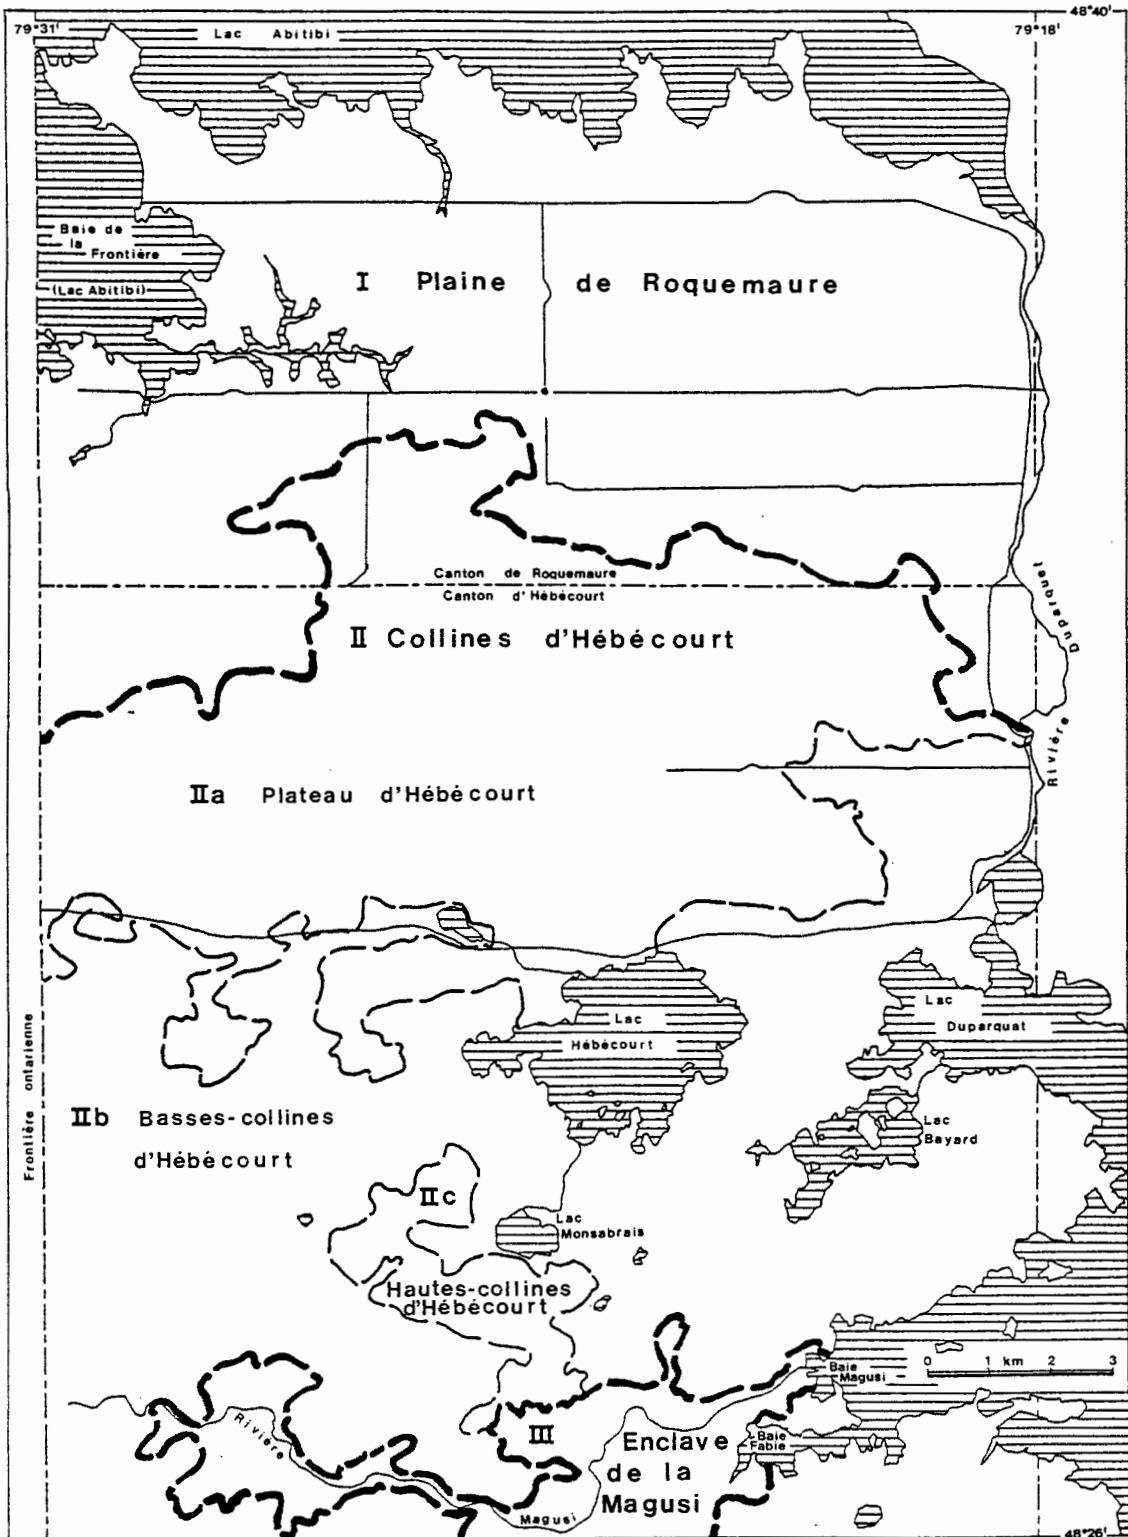 48°40'
79°31'
79°18'
Lac Abitibi
Baie de
la
Frontière
(Lac Abitibi)
I Plaine de Roquemaure
Canton de Roquemaure
Canton d'Hébécourt
II Collines d'Hébécourt
Rivière Duparquet
IIa Plateau d'Hébécourt
Lac
Hébécourt
Lac
Duparquat
Frontière ontarienne
IIb Basses-collines
d'Hébécourt
Lac
Bayard
IIc
Lac
Monsabrais
Hautes-collines
d'Hébécourt
0 1 km 2 3
Baie
Magusi
Rivière
III
Enclave
de la
Magusi
Baie
Fabie
Magusi
48°26'